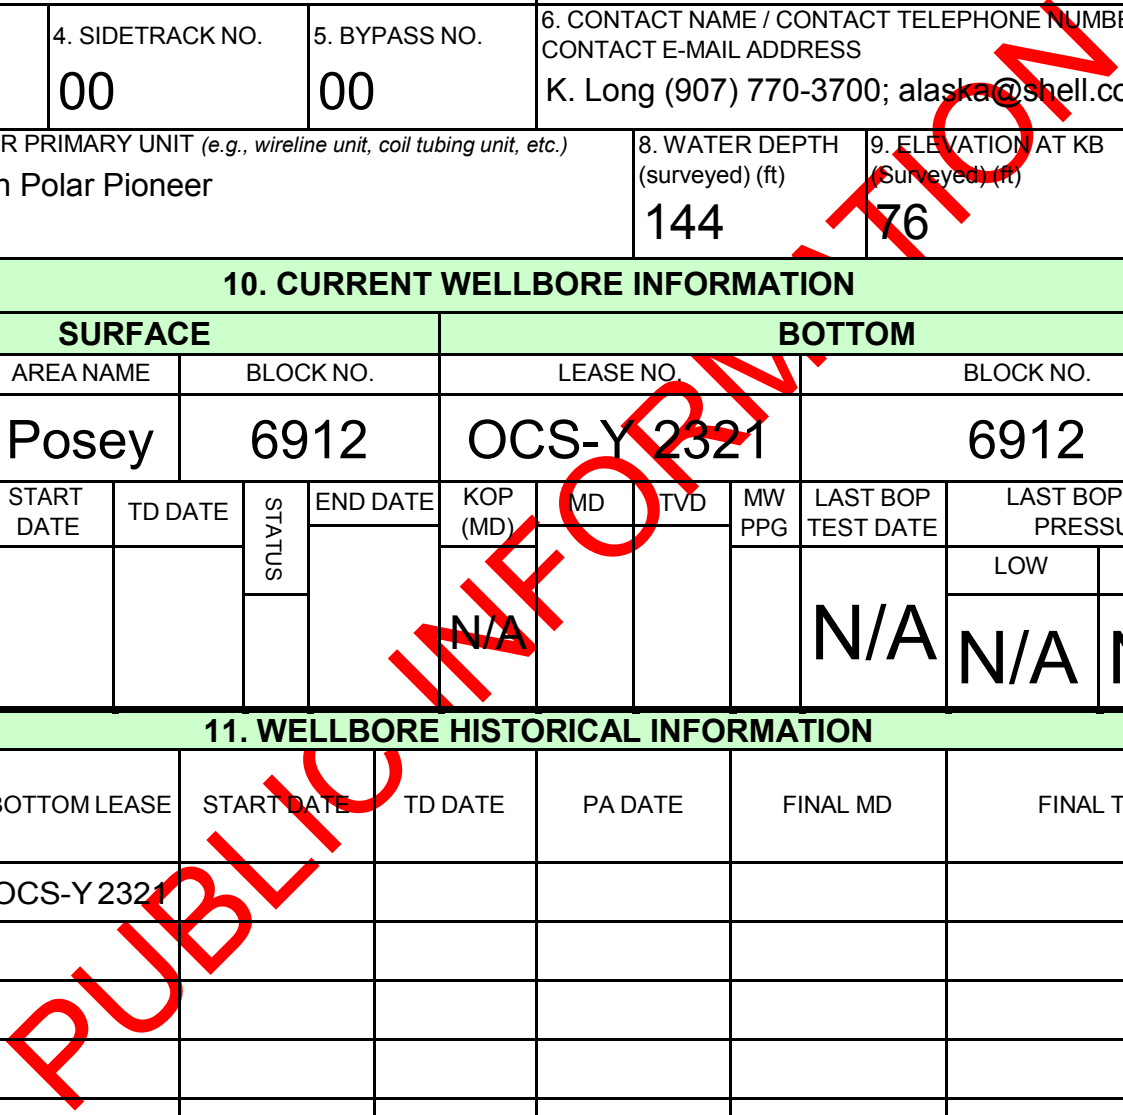 4. SIDETRACK NO.
5. BYPASS NO.
6. CONTACT NAME / CONTACT TELEPHONE NUMBE
CONTACT E-MAIL ADDRESS
00
00
K. Long (907) 770-3700; alaska@shell.co
R PRIMARY UNIT (e.g., wireline unit, coil tubing unit, etc.)
8. WATER DEPTH
(surveyed) (ft)
9. ELEVATION AT KB
(Surveyed) (ft)
n Polar Pioneer
144
76
10. CURRENT WELLBORE INFORMATION
SURFACE
BOTTOM
AREA NAME
BLOCK NO.
LEASE NO.
BLOCK NO.
Posey
6912
OCS-Y 2321
6912
START
DATE
TD DATE
STATUS
END DATE
KOP
(MD)
MD
TVD
MW
PPG
LAST BOP
TEST DATE
LAST BOP
PRESSU
LOW
N/A
N/A
N/A
N
11. WELLBORE HISTORICAL INFORMATION
BOTTOM LEASE
START DATE
TD DATE
PA DATE
FINAL MD
FINAL T
OCS-Y 2321
PUBLIC INFORMATION